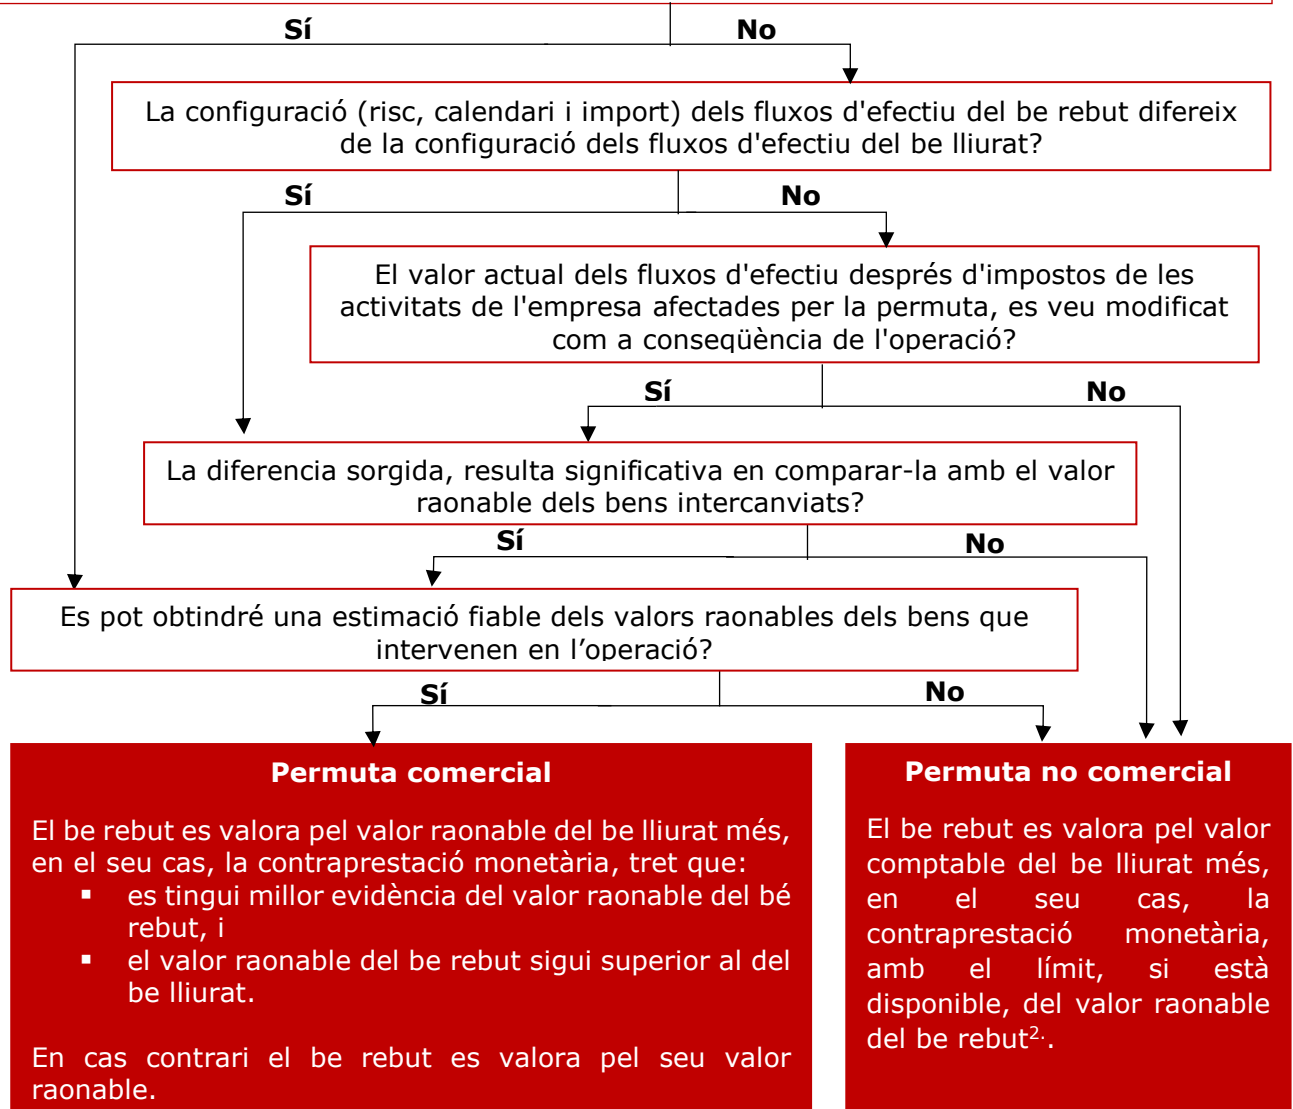 Sí
No
La configuració (risc, calendari i import) dels fluxos d'efectiu del be rebut difereix
de la configuració dels fluxos d'efectiu del be lliurat?
Sí
No
El valor actual dels fluxos d'efectiu després d'impostos de les
activitats de l'empresa afectades per la permuta, es veu modificat
com a conseqüència de l'operació?
Sí
No
La diferencia sorgida, resulta significativa en comparar-la amb el valor
raonable dels bens intercanviats?
Sí
No
Es pot obtindré una estimació fiable dels valors raonables dels bens que
intervenen en l’operació?
Sí
No
Permuta comercial
El be rebut es valora pel valor raonable del be lliurat més,
en el seu cas, la contraprestació monetària, tret que:
▪ es tingui millor evidència del valor raonable del bé
rebut, i
▪ el valor raonable del be rebut sigui superior al del
be lliurat.
En cas contrari el be rebut es valora pel seu valor
raonable.
Permuta no comercial
El be rebut es valora pel valor
comptable del be lliurat més,
en el seu cas, la
contraprestació monetària,
amb el límit, si està
disponible, del valor raonable
del be rebut².